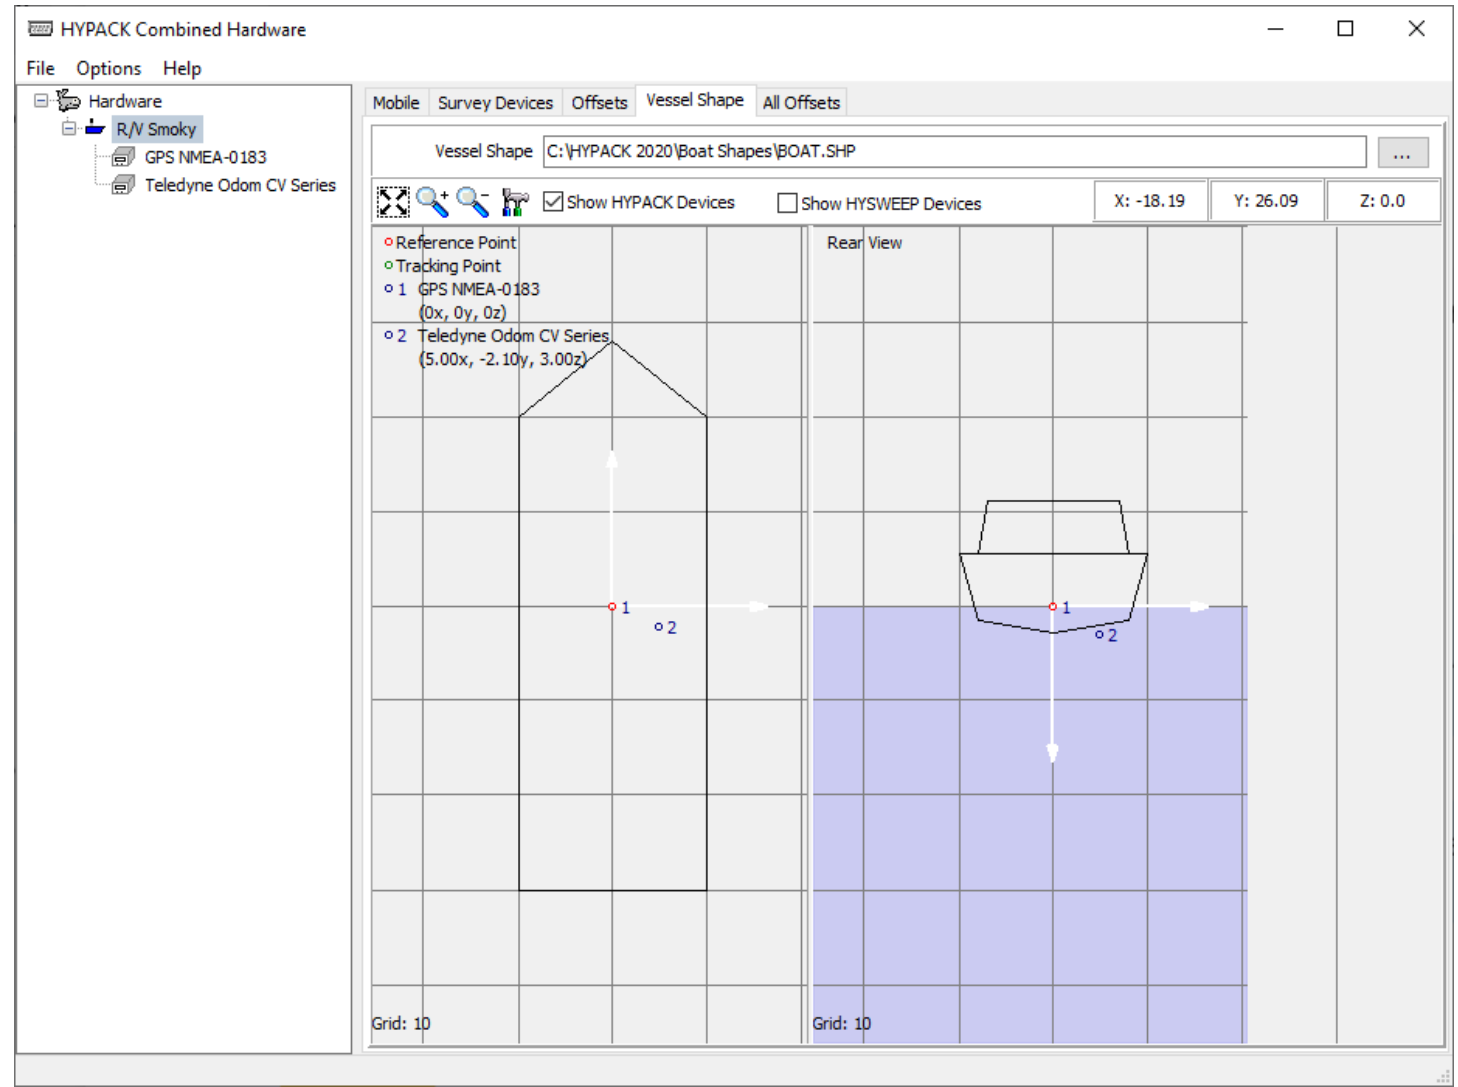 HYPACK Combined Hardware
File Options Help
Hardware
R/V Smoky
GPS NMEA-0183
Teledyne Odom CV Series
Mobile Survey Devices Offsets Vessel Shape All Offsets
Vessel Shape C:\HYPACK 2020\Boat Shapes\BOAT.SHP ...
Show HYPACK Devices Show HYSWEEP Devices X: -18.19 Y: 26.09 Z: 0.0
Reference Point
Tracking Point
1 GPS NMEA-0183
(0x, 0y, 0z)
2 Teledyne Odom CV Series
(5.00x, -2.10y, 3.00z)
1
2
Grid: 10
Rear View
1
2
Grid: 10